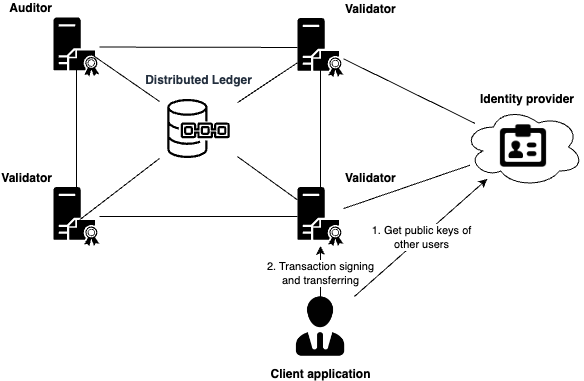 Auditor
Validator
Distributed Ledger
Identity provider
Validator
Validator
1. Get public keys of
other users
2. Transaction signing
and transferring
Client application